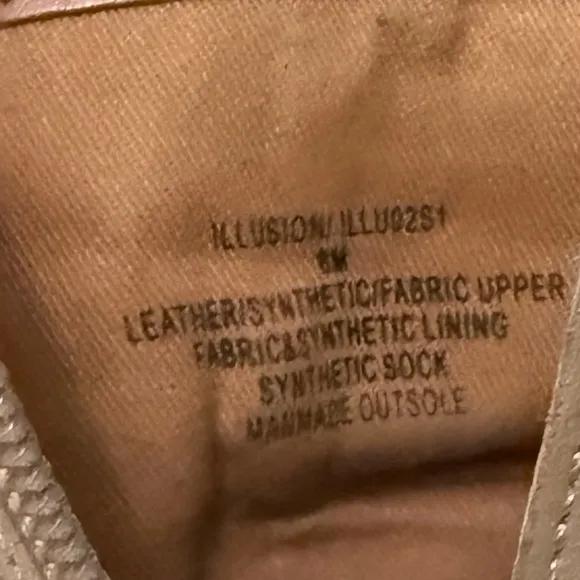 ILLUSION/ ILLU02S1
6M
LEATHER/SYNTHETIC/FABRIC UPPER
FABRIC&SYNTHETIC LINING
SYNTHETIC SOCK
MANMADE OUTSOLE